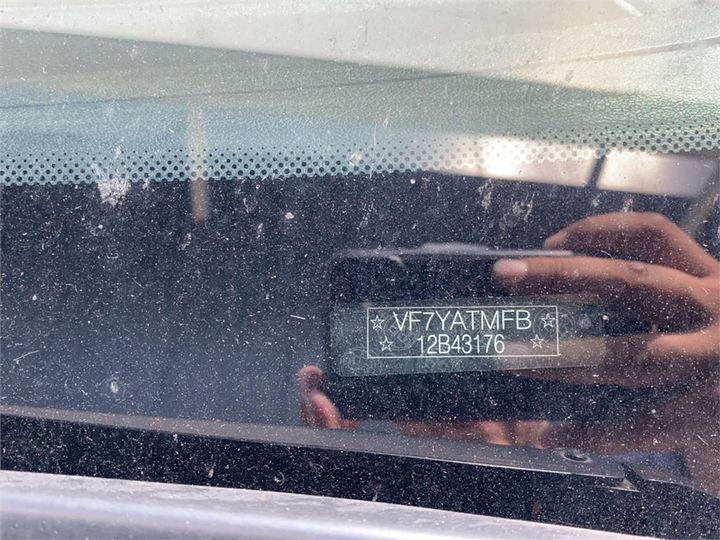 ☆ VF7YATMFB ☆
☆ 12B43176 ☆